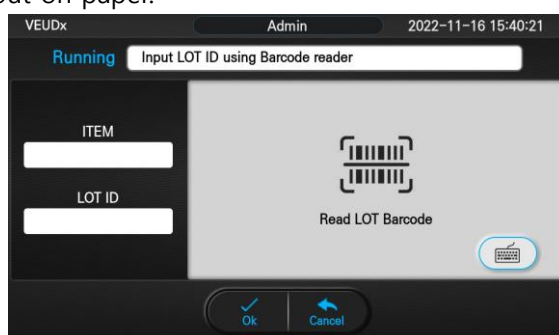 out on paper.
VEUDx Admin 2022-11-16 15:40:21
Running Input LOT ID using Barcode reader
ITEM
LOT ID
Read LOT Barcode
Ok Cancel